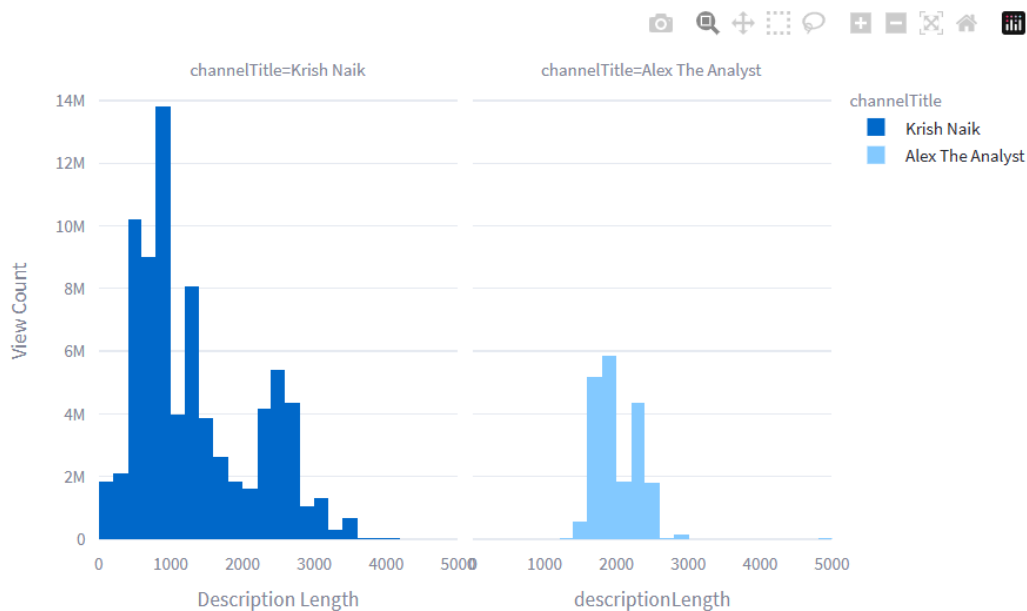 channelTitle=Krish Naik
channelTitle=Alex The Analyst
channelTitle
Krish Naik
Alex The Analyst
View Count
14M
12M
10M
8M
6M
4M
2M
0
0 1000 2000 3000 4000 5000
0 1000 2000 3000 4000 5000
Description Length
descriptionLength